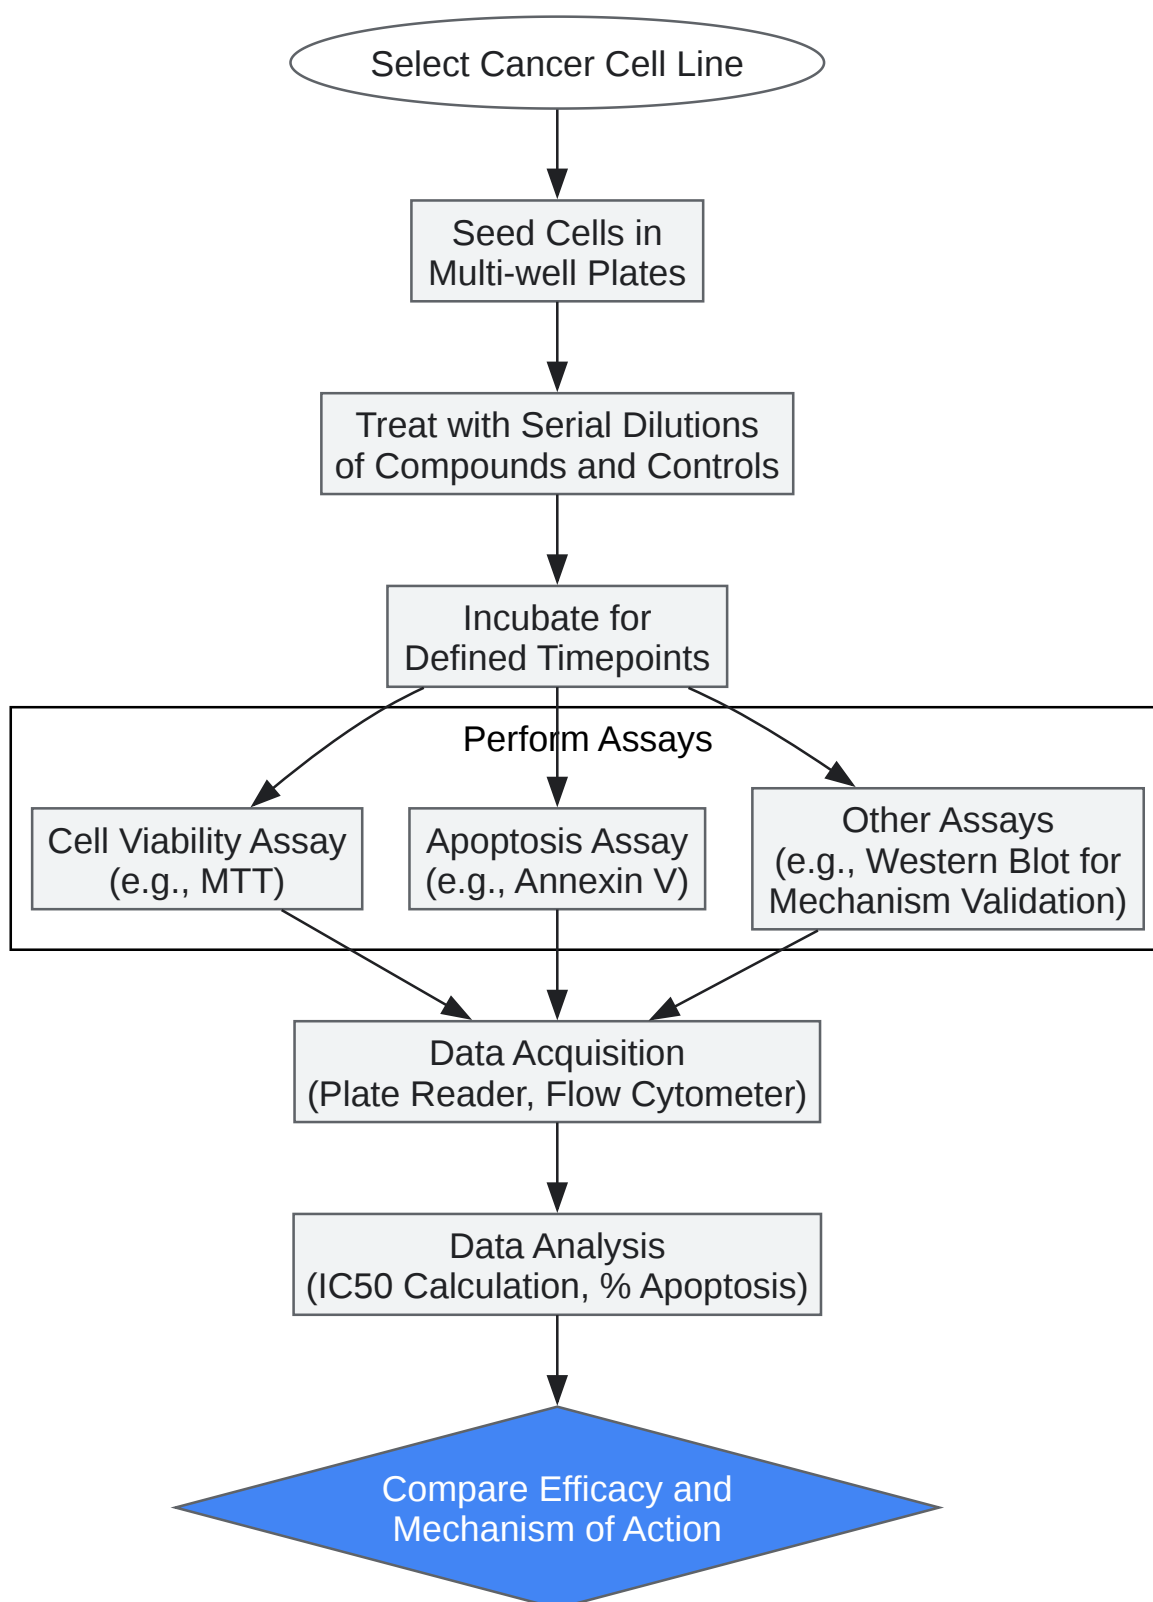 Select Cancer Cell Line
Seed Cells in
Multi-well Plates
Treat with Serial Dilutions
of Compounds and Controls
Incubate for
Defined Timepoints
Perform Assays
Cell Viability Assay
(e.g., MTT)
Apoptosis Assay
(e.g., Annexin V)
Other Assays
(e.g., Western Blot for
Mechanism Validation)
Data Acquisition
(Plate Reader, Flow Cytometer)
Data Analysis
(IC50 Calculation, % Apoptosis)
Compare Efficacy and
Mechanism of Action